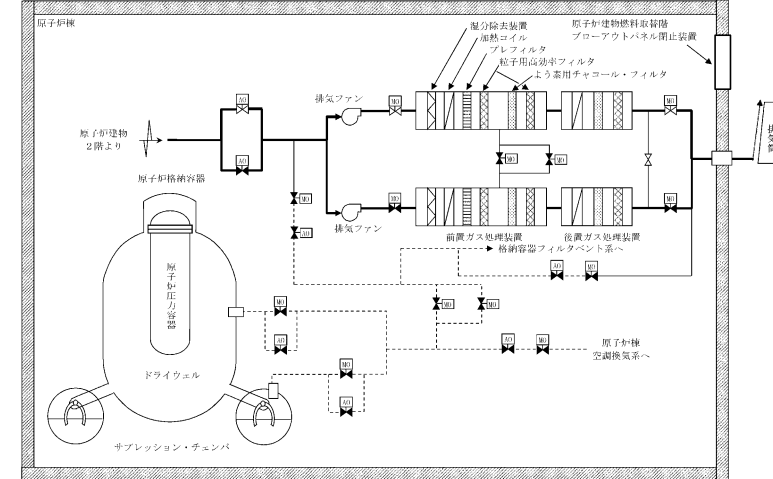 原子炉棟
湿分除去装置
加熱コイル
プレフィルタ
粒子用高効率フィルタ
よう素用チャコール・フィルタ
原子炉建物燃料取替階
ブローアウトパネル閉止装置
排気ファン
AO
MO
MO
原子炉建物
2階より
AO
MO
MO
原子炉格納容器
MO
MO
MO
AO
排気ファン
前置ガス処理装置
後置ガス処理装置
格納容器フィルタベント系へ
AO
MO
原子炉圧力容器
MO
MO
MO
AO
AO
MO
原子炉棟
空調換気系へ
ドライウェル
MO
AO
サプレッション・チェンバ